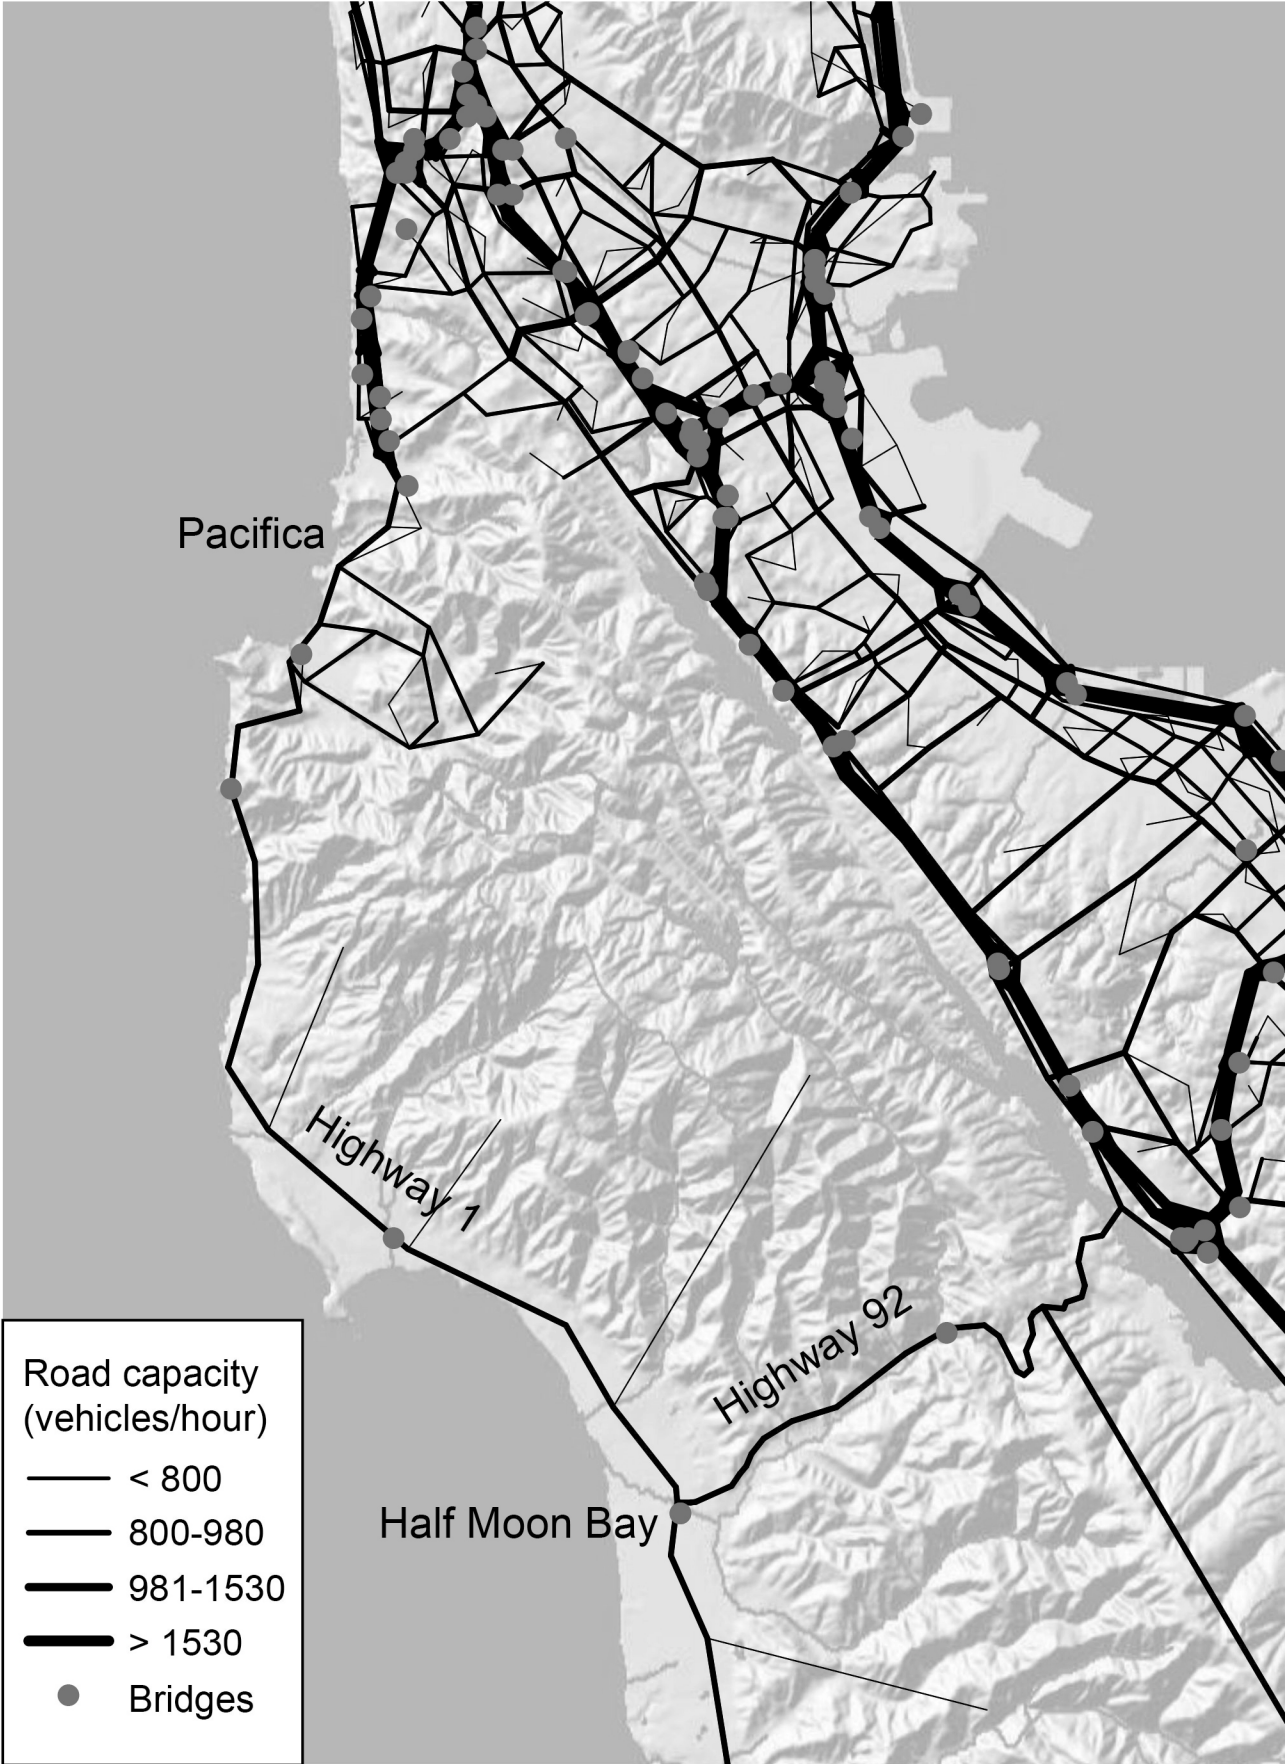 Pacifica
Highway 1
Highway 92
Half Moon Bay
Road capacity
(vehicles/hour)
< 800
800-980
981-1530
> 1530
Bridges